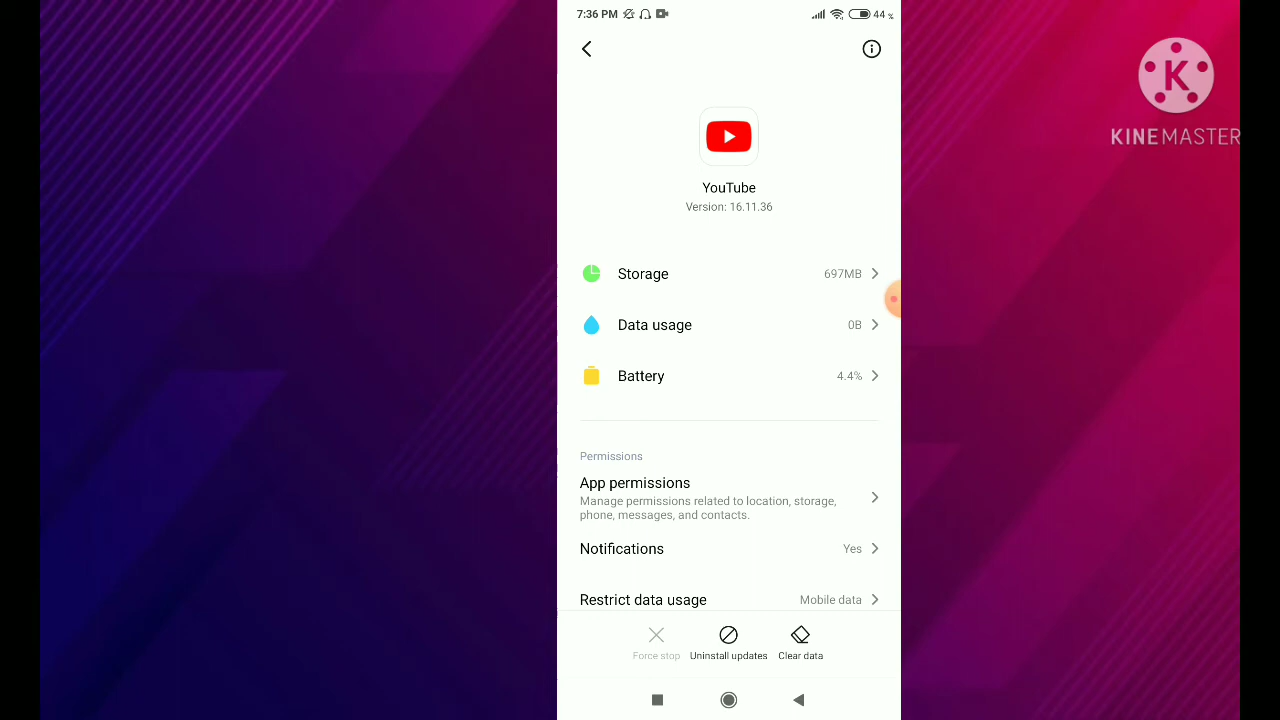 7:36 PM
44 %
K
KINEMASTER
YouTube
Version: 16.11.36
Storage 697MB
Data usage 0B
Battery 4.4%
Permissions
App permissions
Manage permissions related to location, storage,
phone, messages, and contacts.
Notifications Yes
Restrict data usage Mobile data
Force stop Uninstall updates Clear data